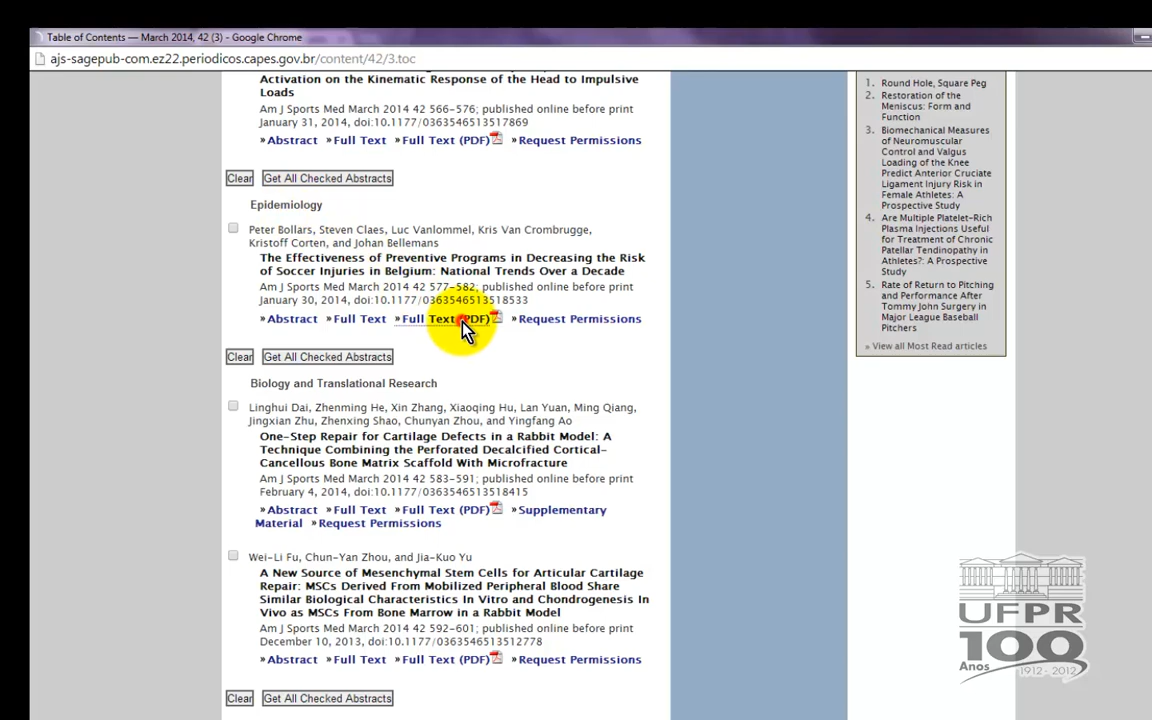 Table of Contents — March 2014, 42 (3) - Google Chrome
ajs-sagepub-com.ez22.periodicos.capes.gov.br/content/42/3.toc
Activation on the Kinematic Response of the Head to Impulsive
Loads
Am J Sports Med March 2014 42 566-576; published online before print
January 31, 2014, doi:10.1177/0363546513517869
»Abstract »Full Text »Full Text (PDF) »Request Permissions
Clear Get All Checked Abstracts
Epidemiology
Peter Bollars, Steven Claes, Luc Vanlommel, Kris Van Crombrugge,
Kristoff Corten, and Johan Bellemans
The Effectiveness of Preventive Programs in Decreasing the Risk
of Soccer Injuries in Belgium: National Trends Over a Decade
Am J Sports Med March 2014 42 577-582; published online before print
January 30, 2014, doi:10.1177/0363546513518533
»Abstract »Full Text »Full Text (PDF) »Request Permissions
Clear Get All Checked Abstracts
Biology and Translational Research
Linghui Dai, Zhenming He, Xin Zhang, Xiaoqing Hu, Lan Yuan, Ming Qiang,
Jingxian Zhu, Zhenxing Shao, Chunyan Zhou, and Yingfang Ao
One-Step Repair for Cartilage Defects in a Rabbit Model: A
Technique Combining the Perforated Decalcified Cortical-
Cancellous Bone Matrix Scaffold With Microfracture
Am J Sports Med March 2014 42 583-591; published online before print
February 4, 2014, doi:10.1177/0363546513518415
»Abstract »Full Text »Full Text (PDF) »Supplementary
Material »Request Permissions
Wei-Li Fu, Chun-Yan Zhou, and Jia-Kuo Yu
A New Source of Mesenchymal Stem Cells for Articular Cartilage
Repair: MSCs Derived From Mobilized Peripheral Blood Share
Similar Biological Characteristics In Vitro and Chondrogenesis In
Vivo as MSCs From Bone Marrow in a Rabbit Model
Am J Sports Med March 2014 42 592-601; published online before print
December 10, 2013, doi:10.1177/0363546513512778
»Abstract »Full Text »Full Text (PDF) »Request Permissions
Clear Get All Checked Abstracts
1. Round Hole, Square Peg
2. Restoration of the
Meniscus: Form and
Function
3. Biomechanical Measures
of Neuromuscular
Control and Valgus
Loading of the Knee
Predict Anterior Cruciate
Ligament Injury Risk in
Female Athletes: A
Prospective Study
4. Are Multiple Platelet-Rich
Plasma Injections Useful
for Treatment of Chronic
Patellar Tendinopathy in
Athletes?: A Prospective
Study
5. Rate of Return to Pitching
and Performance After
Tommy John Surgery in
Major League Baseball
Pitchers
» View all Most Read articles
UFPR
100
Anos
1912 - 2012